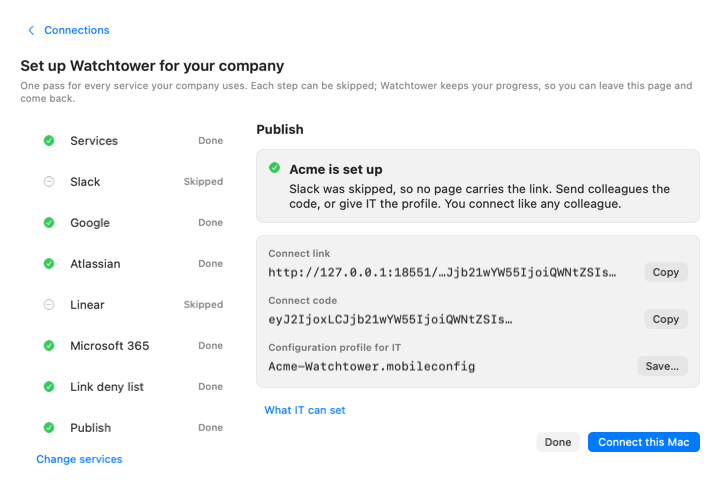 Connections
Set up Watchtower for your company
One pass for every service your company uses. Each step can be skipped; Watchtower keeps your progress, so you can leave this page and
come back.
Services Done
Slack Skipped
Google Done
Atlassian Done
Linear Skipped
Microsoft 365 Done
Link deny list Done
Publish Done
Change services
Publish
Acme is set up
Slack was skipped, so no page carries the link. Send colleagues the
code, or give IT the profile. You connect like any colleague.
Connect link
http://127.0.0.1:18551/…Jjb21wYW55IjoiQWNtZSIs…
Copy
Connect code
eyJ2IjoxLCJjb21wYW55IjoiQWNtZSIs…
Copy
Configuration profile for IT
Acme-Watchtower.mobileconfig
Save…
What IT can set
Done
Connect this Mac